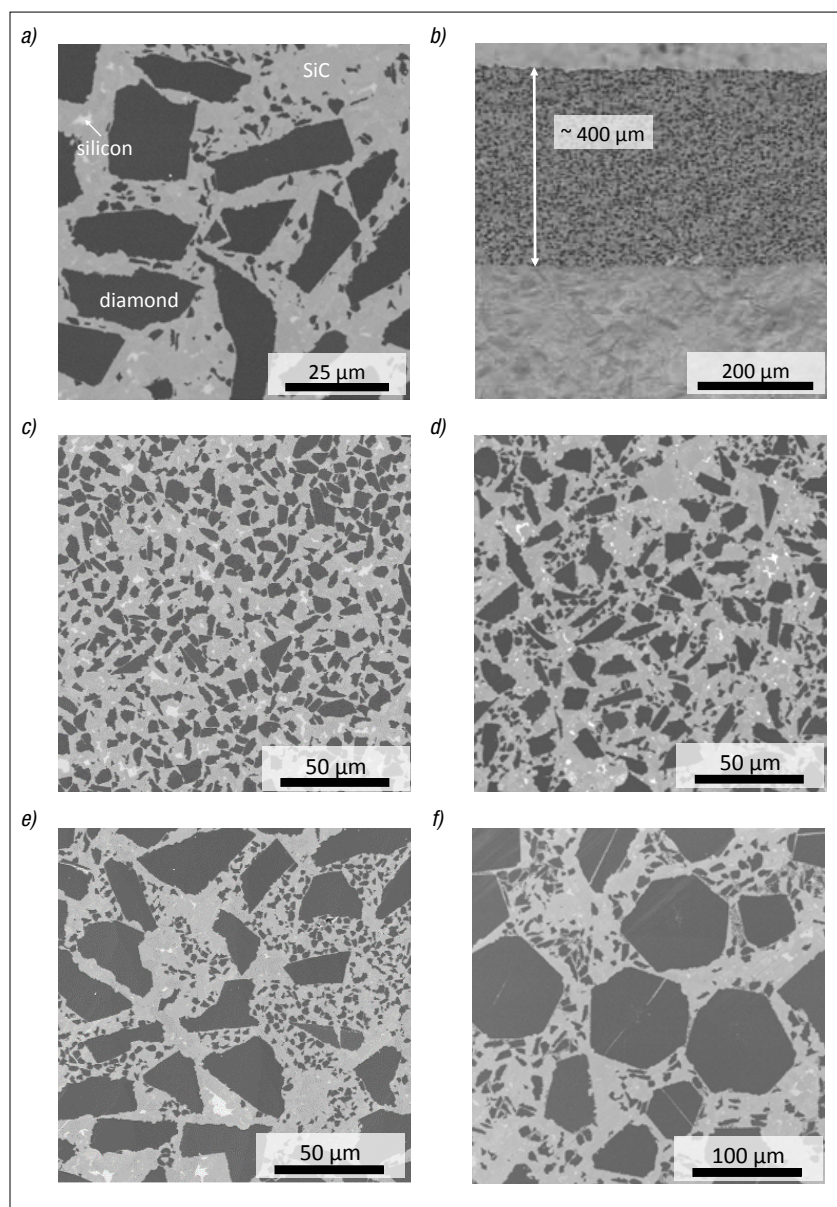 a)
b)
SiC
silicon
~ 400 µm
diamond
25 µm
200 µm
c)
d)
50 µm
50 µm
e)
f)
50 µm
100 µm